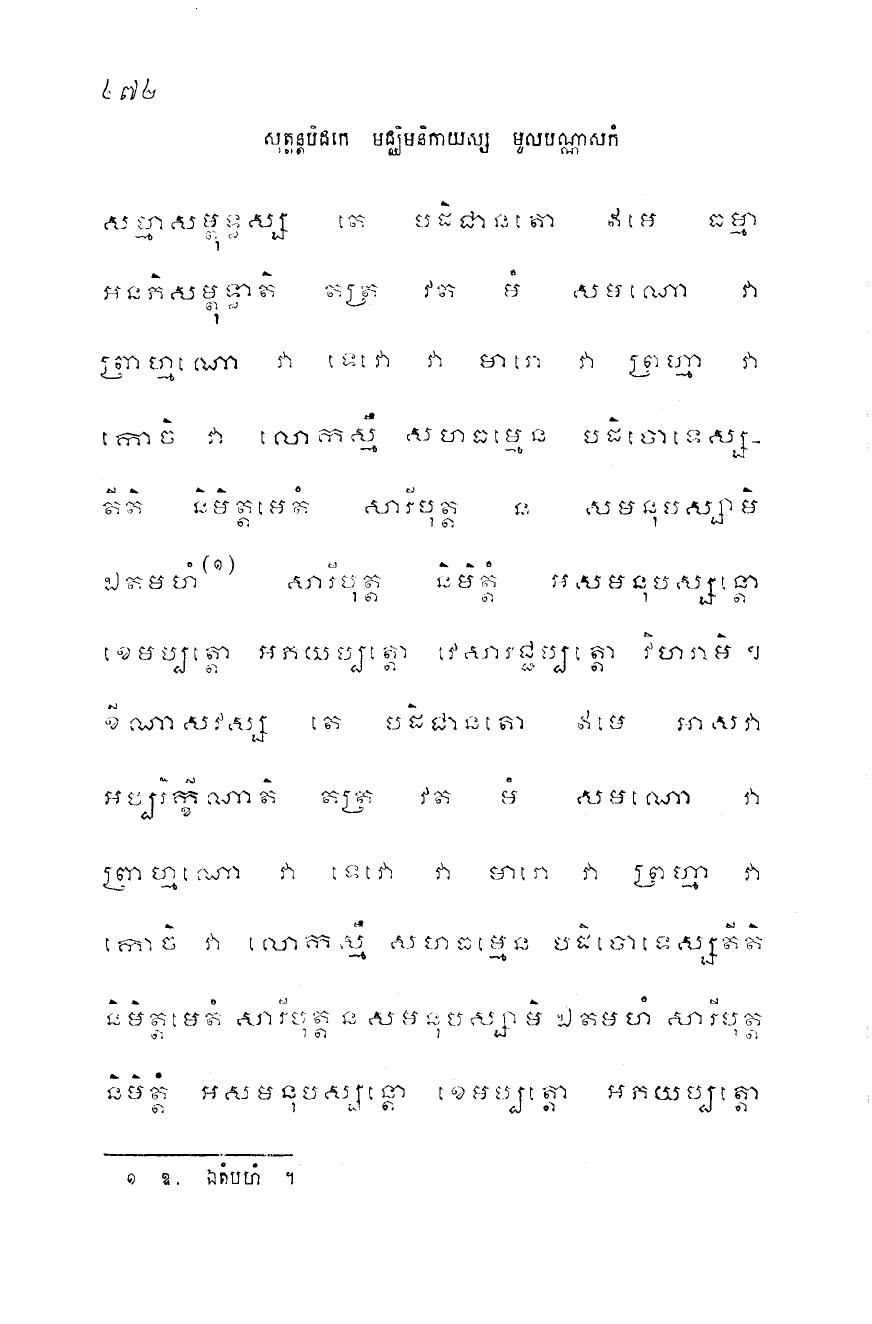 ៤៧២
សុត្តន្តបិដកេ មជ្ឈិមនិកាយស្ស មូលបណ្ណាសកំ
សម្មាសម្ពុទ្ធស្ស តេ បដិជានតោ ឥមេ ធម្មា
អនភិសម្ពុទ្ធាតិ តត្រ វត មំ សមណោ វា
ព្រាហ្មណោ វា ទេវោ វា មារោ វា ព្រហ្មា វា
កោចិ វា លោកស្មឹ សហធម្មេន បដិចោទេស្ស-
តីតិ និមិត្តមេតំ សារីបុត្ត ន សមនុបស្សាមិ
ឯតមហំ(១) សារីបុត្ត និមិត្តំ អសមនុបស្សន្តោ
ខេមប្បត្តោ អភយប្បត្តោ វេសារជ្ជប្បត្តោ វិហរាមិ ។
ខីណាសវស្ស តេ បដិជានតោ ឥមេ អាសវា
អប្បរិក្ខីណាតិ តត្រ វត មំ សមណោ វា
ព្រាហ្មណោ វា ទេវោ វា មារោ វា ព្រហ្មា វា
កោចិ វា លោកស្មឹ សហធម្មេន បដិចោទេស្សតីតិ
និមិត្តមេតំ សារីបុត្ត ន សមនុបស្សាមិ ឯតមហំ សារីបុត្ត
និមិត្តំ អសមនុបស្សន្តោ ខេមប្បត្តោ អភយប្បត្តោ
១ ឧ. ឯតំបហំ ។